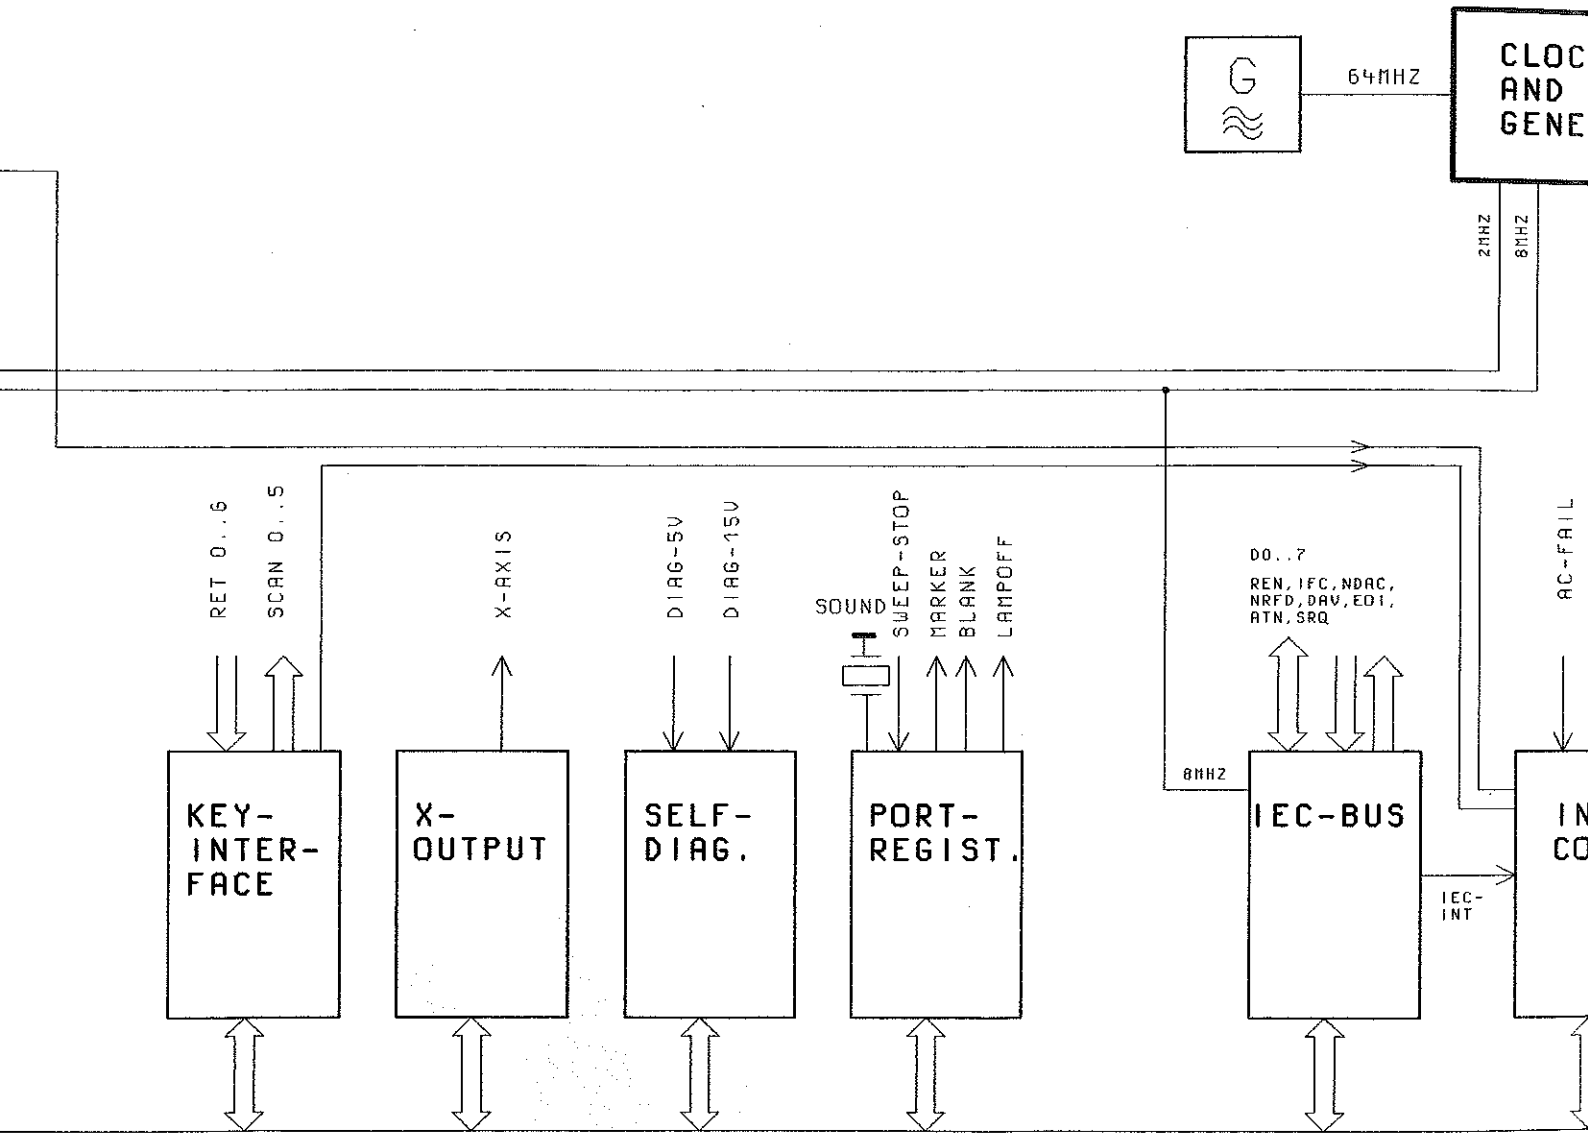 G
64MHZ
CLOC
AND
GENE
2MHZ
8MHZ
RET 0..6
SCAN 0..5
X-AXIS
DIAG-5V
DIAG-15V
SOUND
SWEEP-STOP
MARKER
BLANK
LAMPOFF
D0..7
REN,IFC,NDAC,
NRFD,DAV,EOI,
ATN,SRQ
AC-FAIL
8MHZ
KEY-
INTER-
FACE
X-
OUTPUT
SELF-
DIAG.
PORT-
REGIST.
IEC-BUS
IN
CO
IEC-
INT